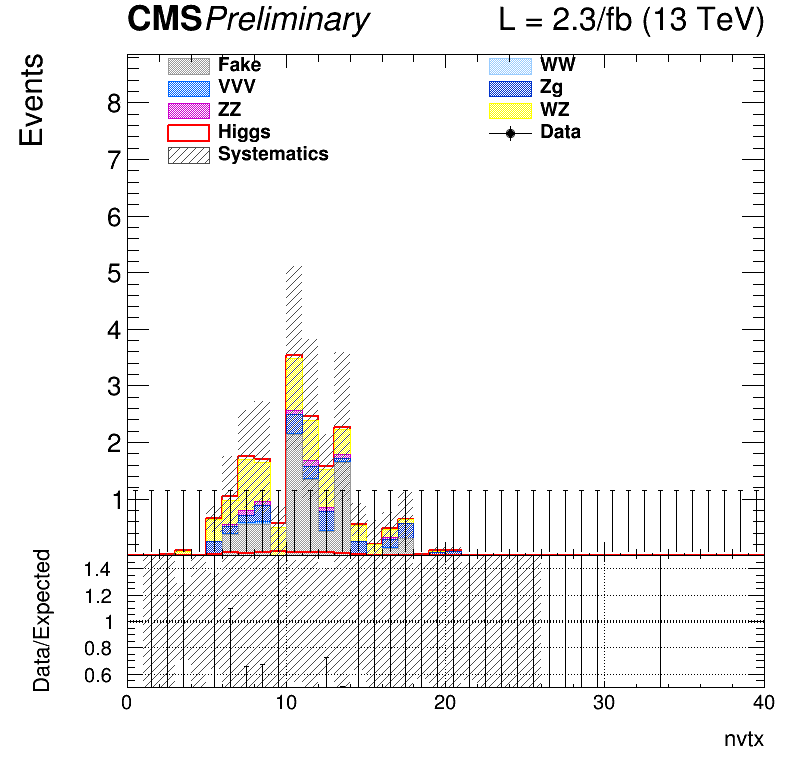 CMS Preliminary L = 2.3/fb (13 TeV)
Events
Fake WW
VVV Zg
ZZ WZ
Higgs Data
Systematics
8
7
6
5
4
3
2
1
Data/Expected
1.4
1.2
1
0.8
0.6
0 10 20 30 40
nvtx